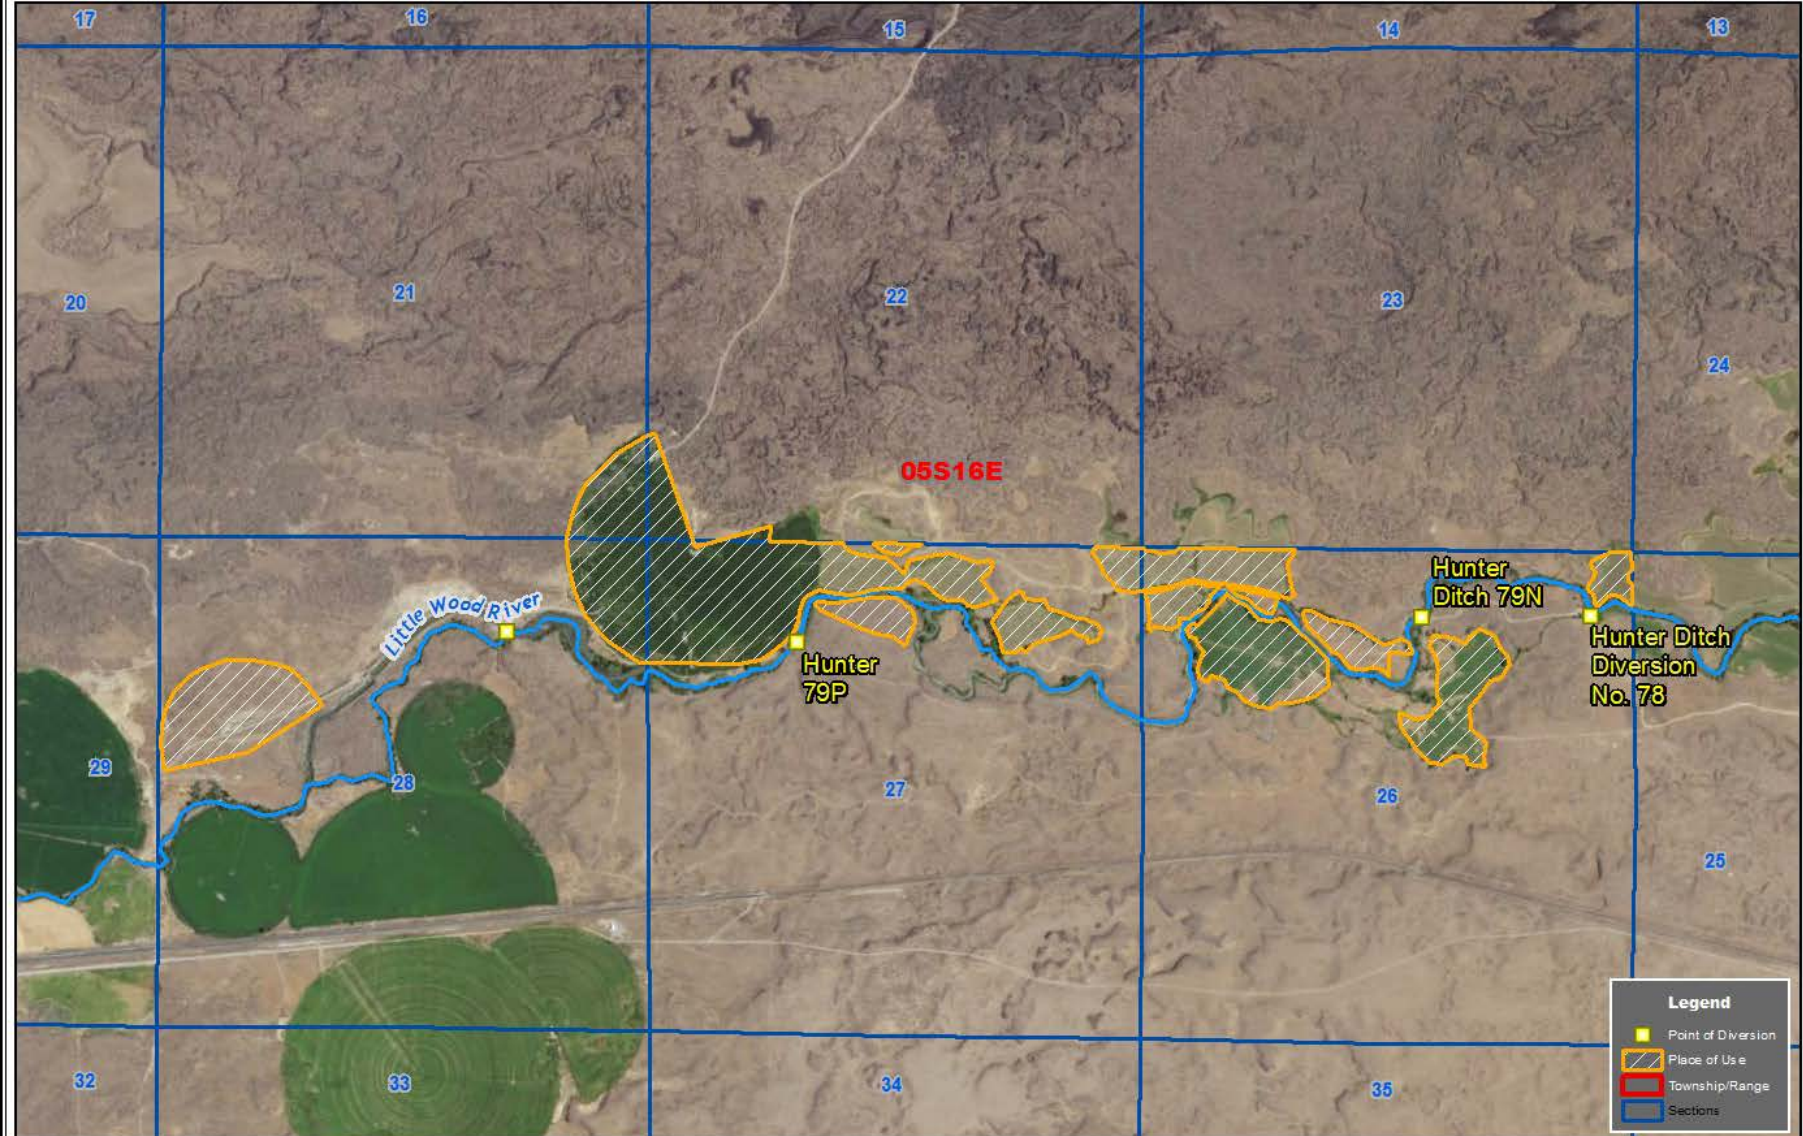 17
16
15
14
13
20
21
22
23
24
05S16E
Hunter
Ditch 79N
Little Wood River
Hunter Ditch
Diversion
No. 78
Hunter
79P
29
28
27
26
25
32
33
34
35
Legend
Point of Diversion
Place of Use
Township/Range
Sections